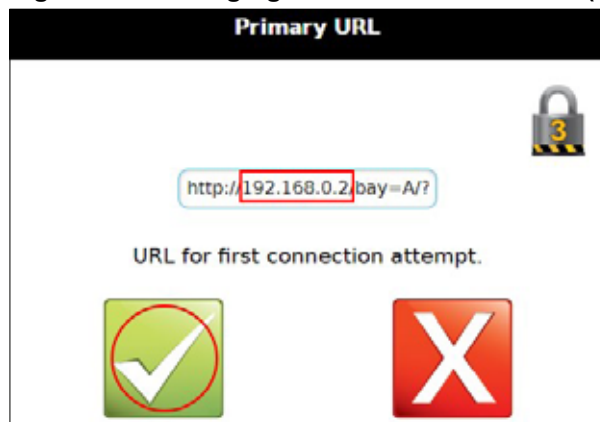 Primary URL
3
http://192.168.0.2/bay=A/?
URL for first connection attempt.
X